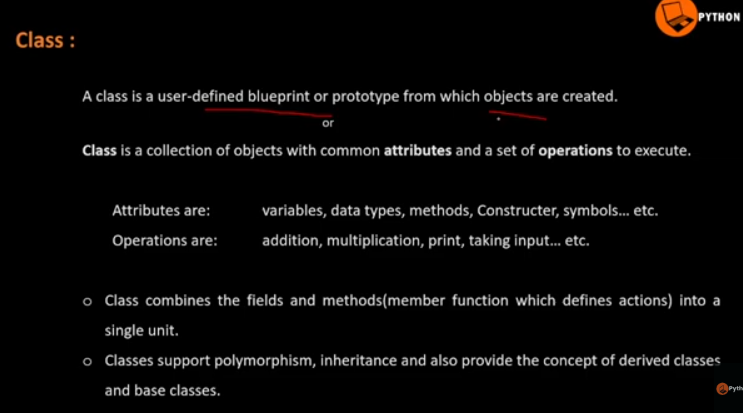 PYTHON
Class :
A class is a user-defined blueprint or prototype from which objects are created.
or
Class is a collection of objects with common attributes and a set of operations to execute.
Attributes are: variables, data types, methods, Constructer, symbols... etc.
Operations are: addition, multiplication, print, taking input... etc.
o Class combines the fields and methods(member function which defines actions) into a
single unit.
o Classes support polymorphism, inheritance and also provide the concept of derived classes
and base classes.
Pyth